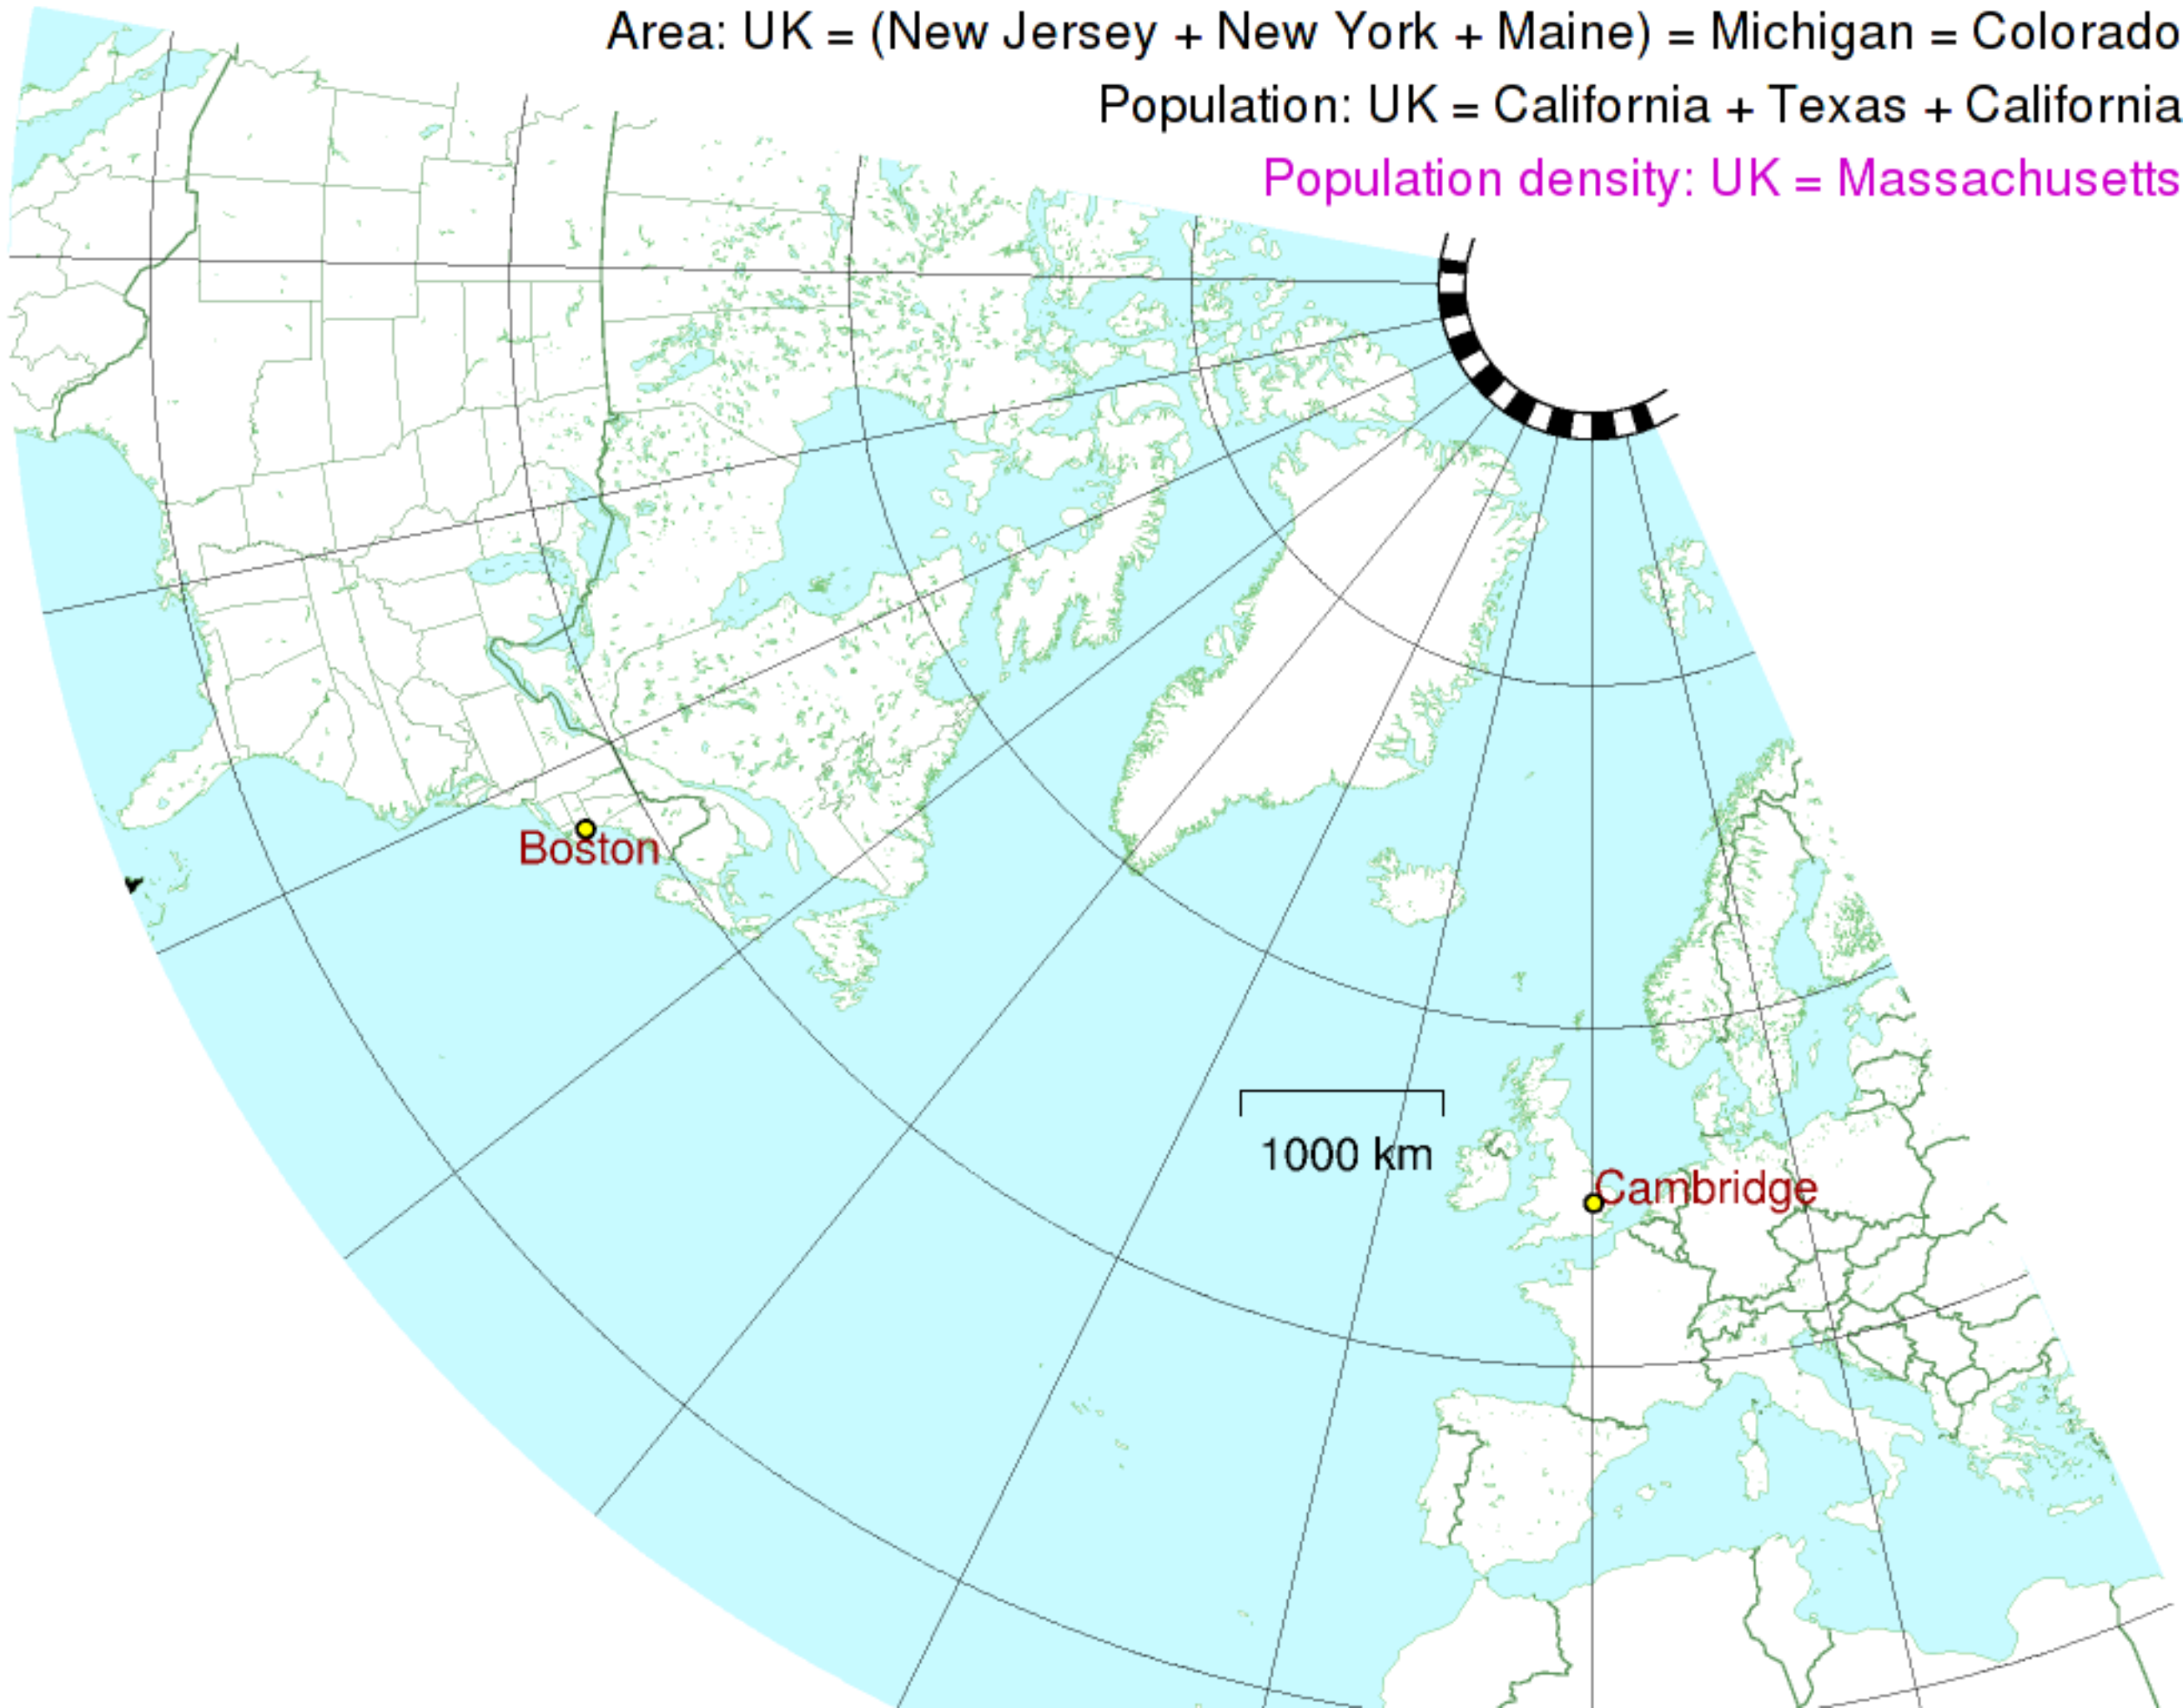 Area: UK = (New Jersey + New York + Maine) = Michigan = Colorado
Population: UK = California + Texas + California
Population density: UK = Massachusetts
Boston
1000 km
Cambridge